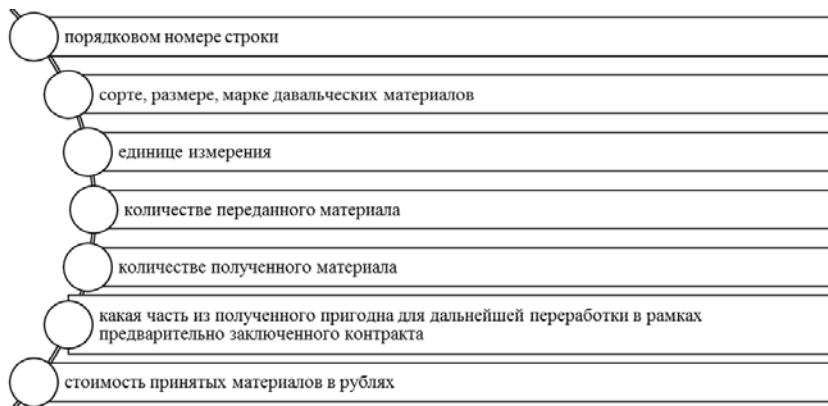 порядковом номере строки
сорте, размере, марке давальческих материалов
единице измерения
количестве переданного материала
количестве полученного материала
какая часть из полученного пригодна для дальнейшей переработки в рамках
предварительно заключенного контракта
стоимость принятых материалов в рублях